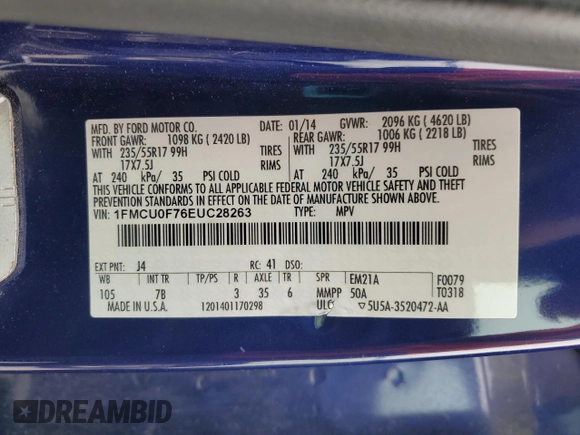 MFD. BY FORD MOTOR CO. DATE: 01/14 GVWR: 2096 KG ( 4620 LB)
FRONT GAWR: 1098 KG ( 2420 LB) REAR GAWR: 1006 KG ( 2218 LB)
WITH 235/55R17 99H TIRES WITH 235/55R17 99H TIRES
17X7.5J RIMS 17X7.5J RIMS
AT 240 kPa/ 35 PSI COLD AT 240 kPa/ 35 PSI COLD
THIS VEHICLE CONFORMS TO ALL APPLICABLE FEDERAL MOTOR VEHICLE SAFETY AND THEFT
PREVENTION STANDARDS IN EFFECT ON THE DATE OF MANUFACTURE SHOWN ABOVE.
VIN: 1FMCU0F76EUC28263 TYPE: MPV
EXT PNT: J4 RC: 41 DSO:
WB INT TR TP/PS R AXLE TR SPR EM21A F0079
105 7B 3 35 6 MMPP 50A T0318
MADE IN U.S.A. 1201401170298 ULC 5U5A-3520472-AA
DREAMBID